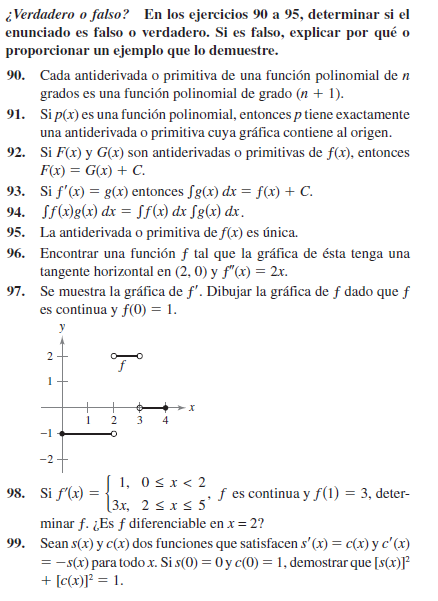 ¿Verdadero o falso? En los ejercicios 90 a 95, determinar si el
enunciado es falso o verdadero. Si es falso, explicar por qué o
proporcionar un ejemplo que lo demuestre.
90. Cada antiderivada o primitiva de una función polinomial de n
grados es una función polinomial de grado (n + 1).
91. Si p(x) es una función polinomial, entonces p tiene exactamente
una antiderivada o primitiva cuya gráfica contiene al origen.
92. Si F(x) y G(x) son antiderivadas o primitivas de f(x), entonces
F(x) = G(x) + C.
93. Si f′(x) = g(x) entonces ∫g(x) dx = f(x) + C.
94. ∫f(x)g(x) dx = ∫f(x) dx ∫g(x) dx.
95. La antiderivada o primitiva de f(x) es única.
96. Encontrar una función f tal que la gráfica de ésta tenga una
tangente horizontal en (2, 0) y f″(x) = 2x.
97. Se muestra la gráfica de f′. Dibujar la gráfica de f dado que f
es continua y f(0) = 1.
y
2
f
1
x
1 2 3 4
−1
−2
98. Si f′(x) = { 1, 0 ≤ x < 2
3x, 2 ≤ x ≤ 5 , f es continua y f(1) = 3, deter-
minar f. ¿Es f diferenciable en x = 2?
99. Sean s(x) y c(x) dos funciones que satisfacen s′(x) = c(x) y c′(x)
= −s(x) para todo x. Si s(0) = 0 y c(0) = 1, demostrar que [s(x)]²
+ [c(x)]² = 1.